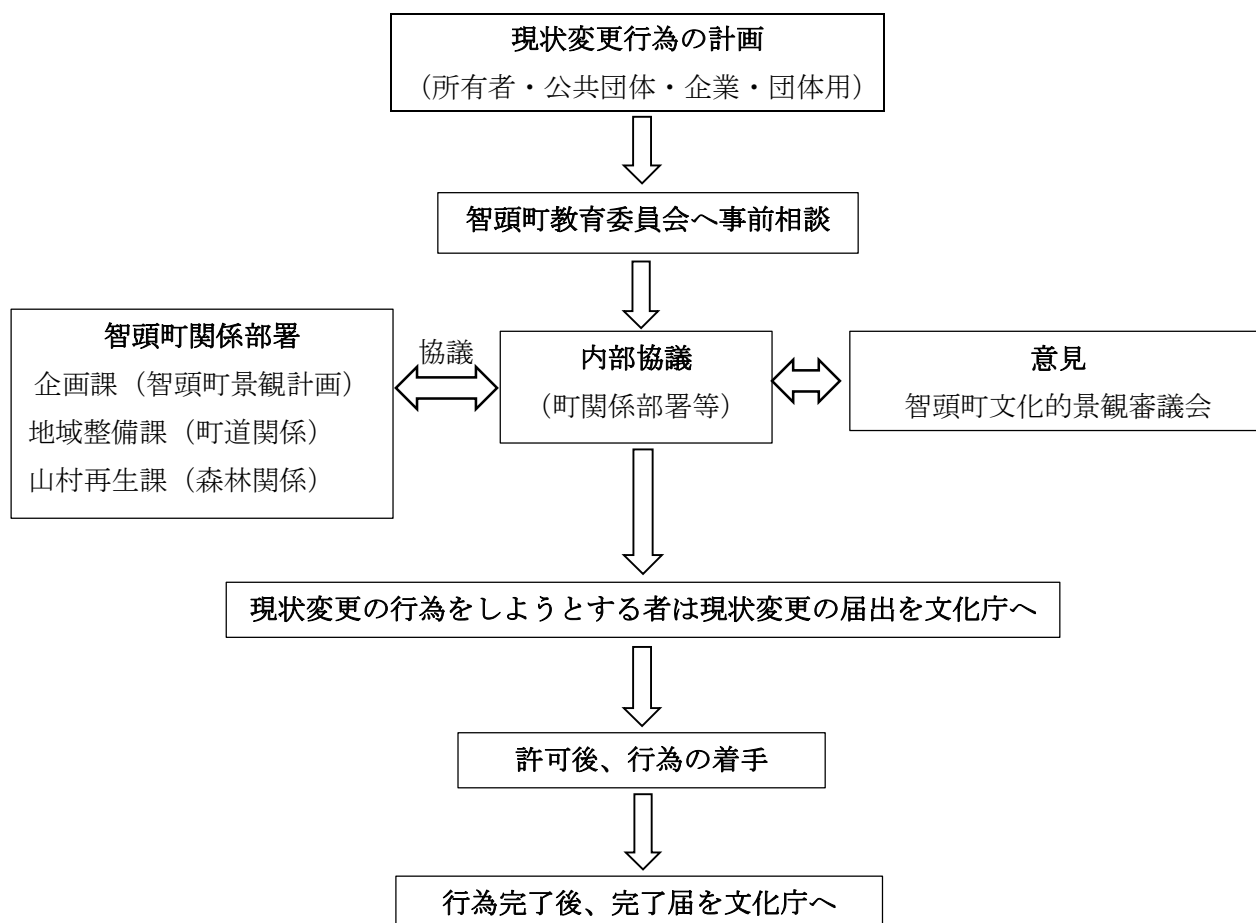 現状変更行為の計画
（所有者・公共団体・企業・団体用）
智頭町教育委員会へ事前相談
智頭町関係部署
企画課（智頭町景観計画）
地域整備課（町道関係）
山村再生課（森林関係）
協議
内部協議
（町関係部署等）
意見
智頭町文化的景観審議会
現状変更の行為をしようとする者は現状変更の届出を文化庁へ
許可後、行為の着手
行為完了後、完了届を文化庁へ